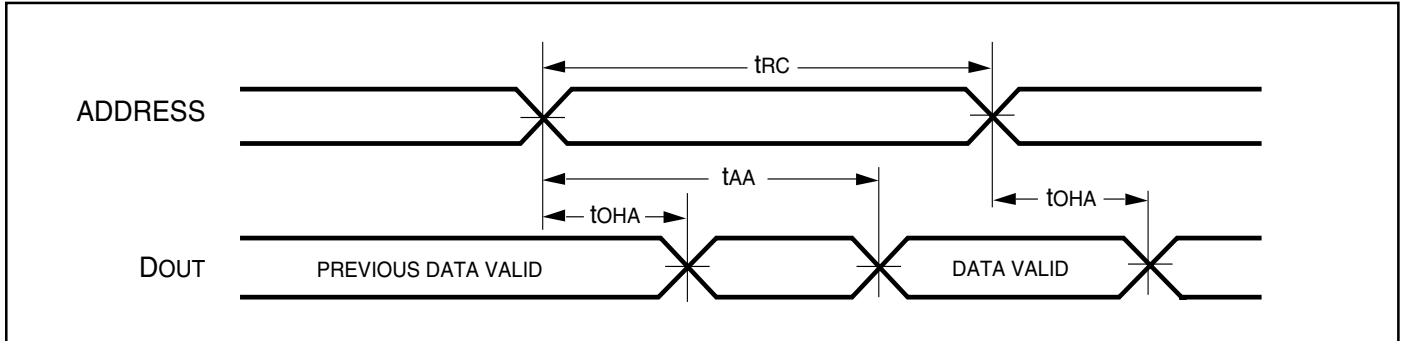 tRC
ADDRESS
tAA
tOHA
tOHA
DOUT
PREVIOUS DATA VALID
DATA VALID